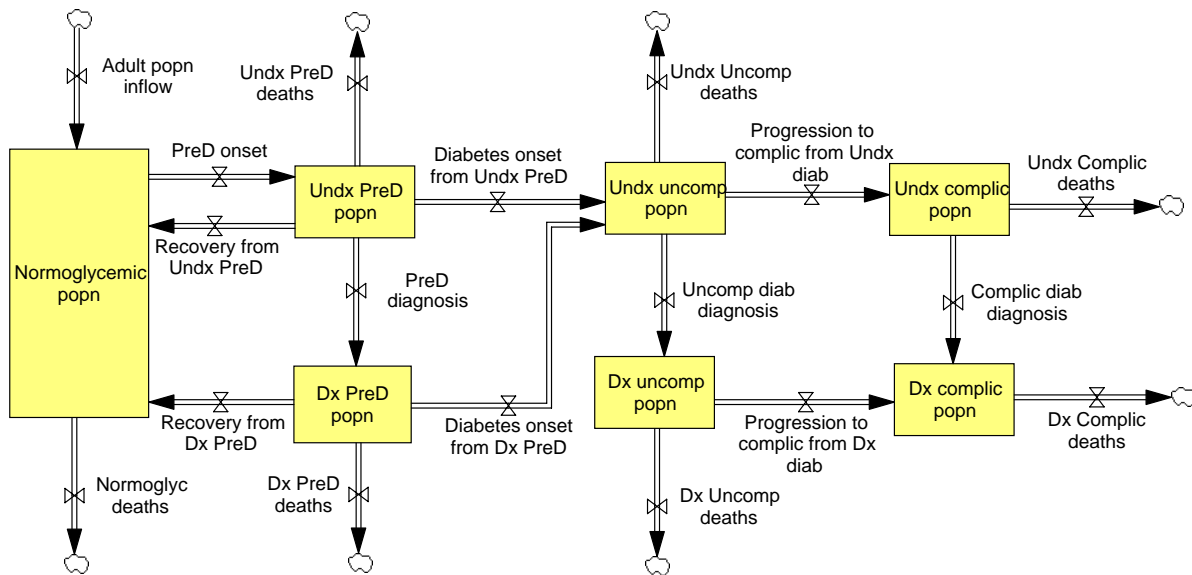 Adult popn
inflow
Undx PreD
deaths
Undx Uncomp
deaths
PreD onset
Diabetes onset
from Undx PreD
Progression to
complic from Undx
diab
Undx Complic
deaths
Undx PreD
popn
Undx uncomp
popn
Undx complic
popn
Recovery from
Undx PreD
Normoglycemic
popn
PreD
diagnosis
Uncomp diab
diagnosis
Complic diab
diagnosis
Dx PreD
popn
Dx uncomp
popn
Dx complic
popn
Recovery from
Dx PreD
Diabetes onset
from Dx PreD
Progression to
complic from Dx
diab
Dx Complic
deaths
Normoglyc
deaths
Dx PreD
deaths
Dx Uncomp
deaths